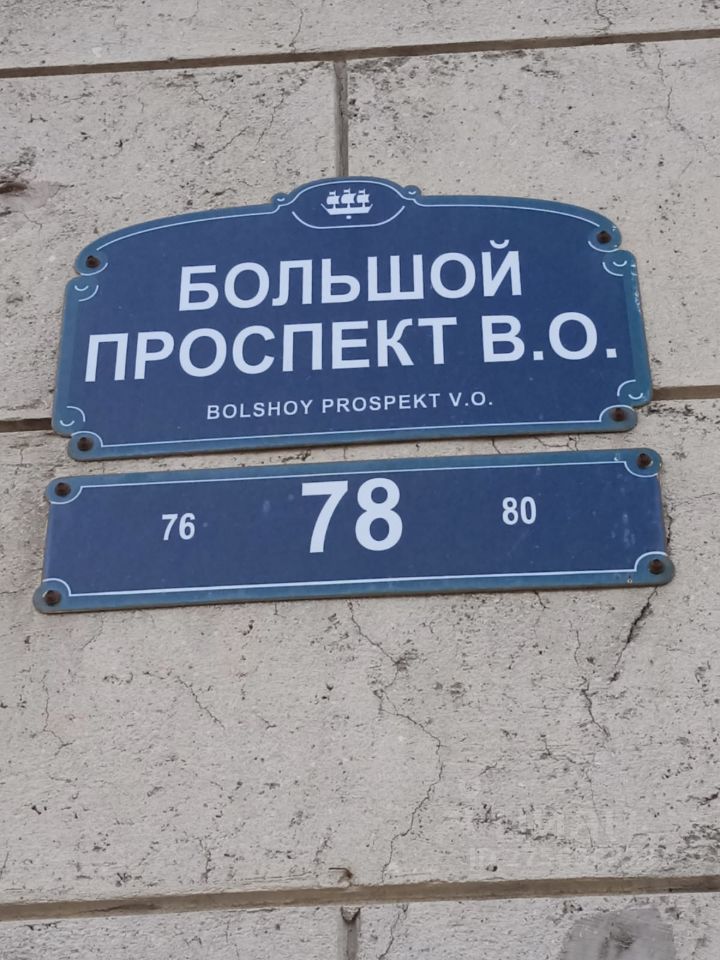 БОЛЬШОЙ
ПРОСПЕКТ В.О.
BOLSHOY PROSPEKT V.O.
76 78 80